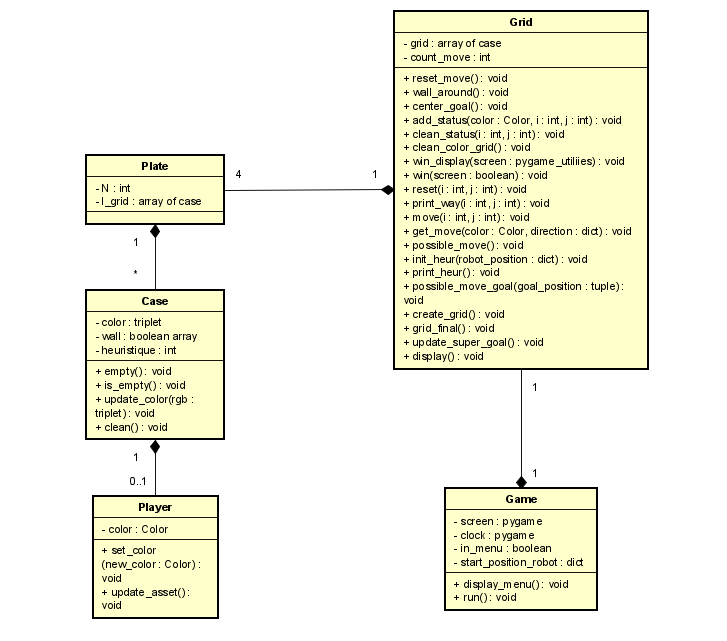 Grid
- grid : array of case
- count_move : int
+ reset_move() : void
+ wall_around() : void
+ center_goal() : void
+ add_status(color : Color, i : int, j : int) : void
+ clean_status(i : int, j : int) : void
+ clean_color_grid() : void
+ win_display(screen : pygame_utiliies) : void
+ win(screen : boolean) : void
+ reset(i : int, j : int) : void
+ print_way(i : int, j : int) : void
+ move(i : int, j : int) : void
+ get_move(color : Color, direction : dict) : void
+ possible_move() : void
+ init_heur(robot_position : dict) : void
+ print_heur() : void
+ possible_move_goal(goal_position : tuple) :
void
+ create_grid() : void
+ grid_final() : void
+ update_super_goal() : void
+ display() : void
Plate
- N : int
- l_grid : array of case
4
1
1
*
Case
- color : triplet
- wall : boolean array
- heuristique : int
+ empty() : void
+ is_empty() : void
+ update_color(rgb :
triplet) : void
+ clean() : void
1
0..1
Player
- color : Color
+ set_color
(new_color : Color) :
void
+ update_asset() :
void
1
1
Game
- screen : pygame
- clock : pygame
- in_menu : boolean
- start_position_robot : dict
+ display_menu() : void
+ run() : void